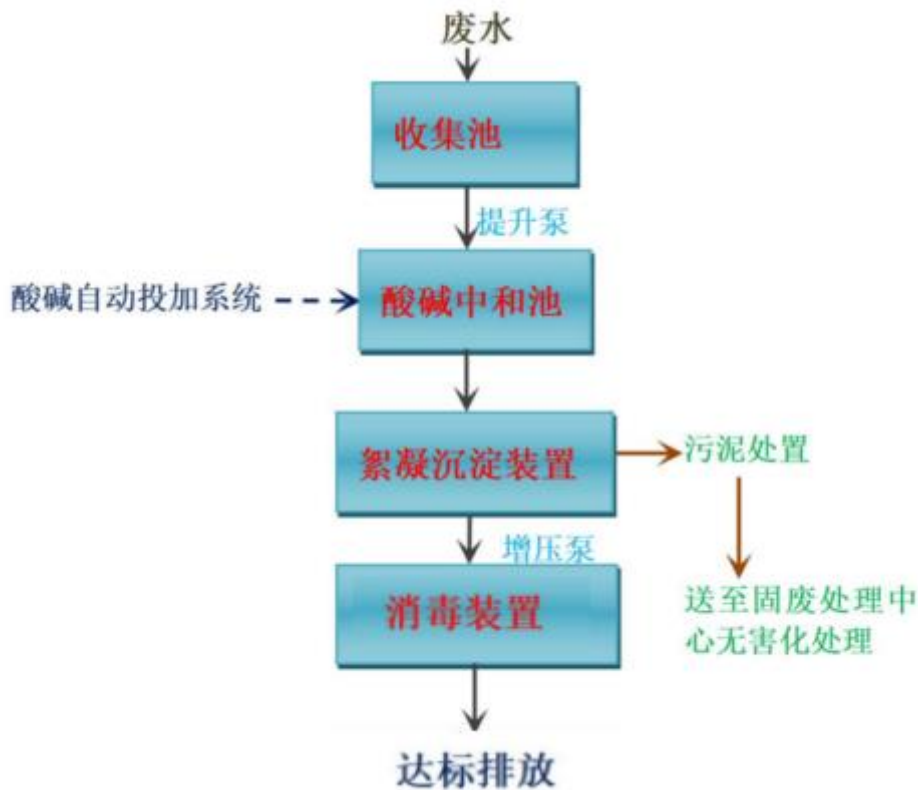 废水
收集池
提升泵
酸碱自动投加系统
酸碱中和池
絮凝沉淀装置
污泥处置
增压泵
消毒装置
送至固废处理中
心无害化处理
达标排放